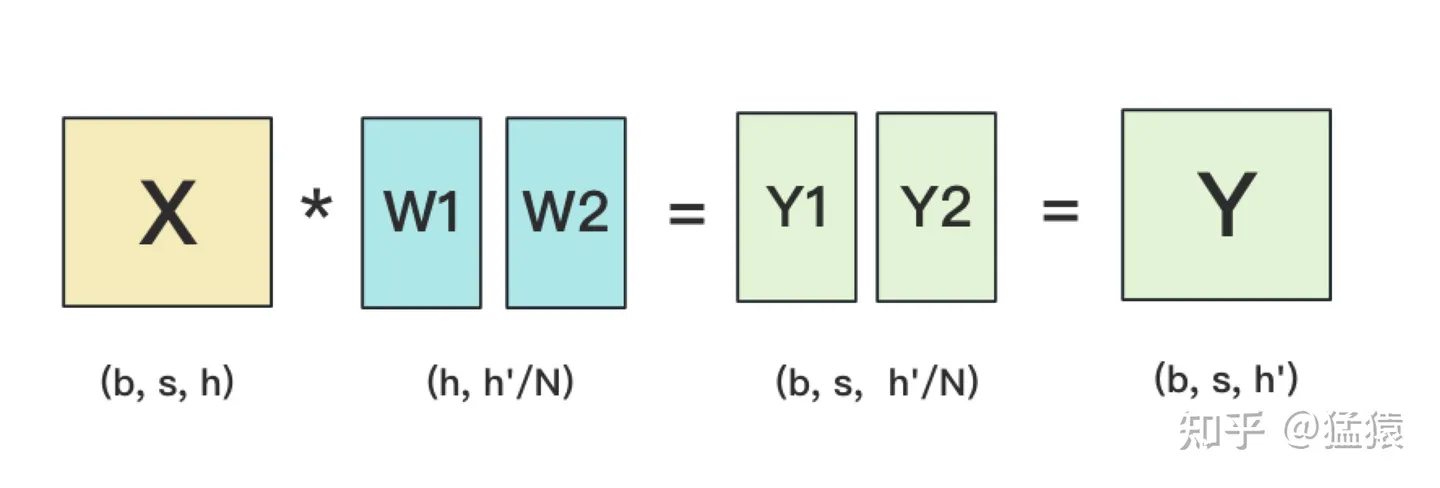 X * W1 W2 = Y1 Y2 = Y
(b, s, h) (h, h'/N) (b, s, h'/N) (b, s, h')
知乎 @猛猿